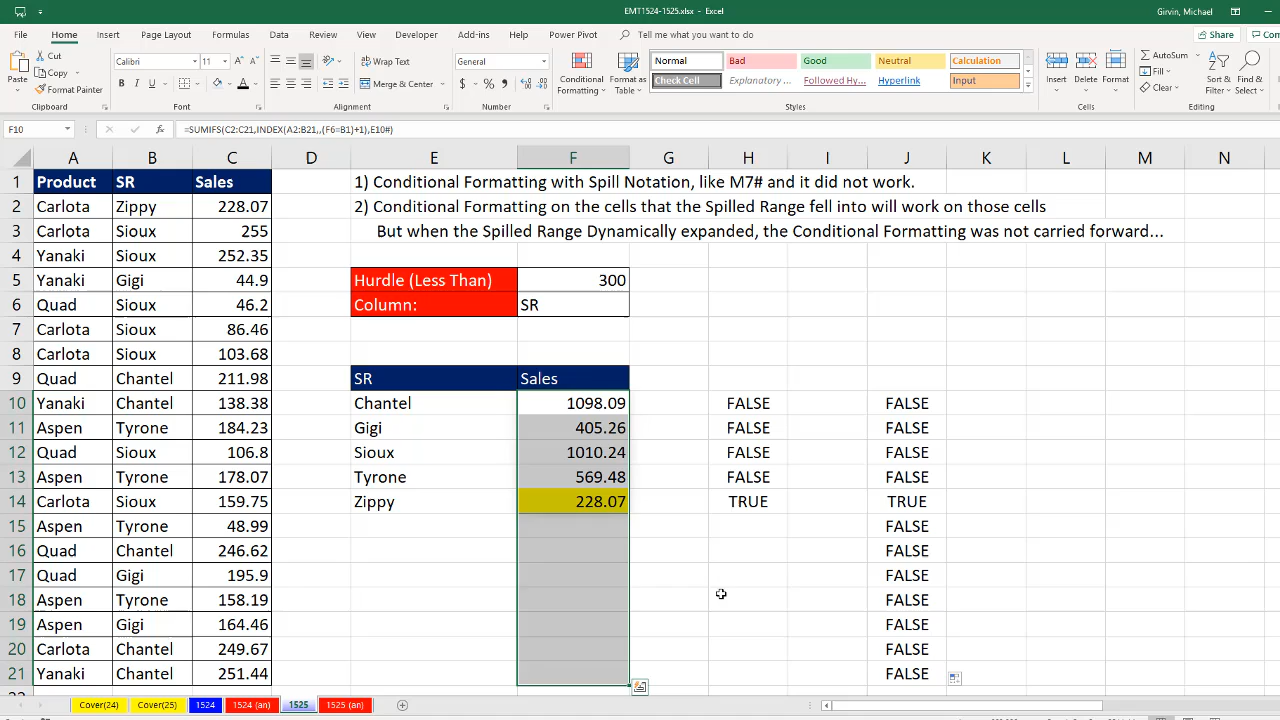 EMT1524-1525.xlsx - Excel
Girvin, Michael
File Home Insert Page Layout Formulas Data Review View Developer Add-ins Power Pivot Tell me what you want to do Share Com
Paste Cut Copy Format Painter Clipboard
Calibri 11 B I U Font
Wrap Text Merge & Center Alignment
General $ % Number
Conditional Formatting Format as Table
Normal Bad Good Neutral Calculation
Check Cell Explanatory ... Followed Hy... Hyperlink Input
Styles
Insert Delete Format Cells
AutoSum Fill Clear Sort & Filter Find & Select Editing
F10 fx =SUMIFS(C2:C21,INDEX(A2:B21,,(F6=B1)+1),E10#)
A B C D E F G H I J K L M N
1 Product SR Sales 1) Conditional Formatting with Spill Notation, like M7# and it did not work.
2 Carlota Zippy 228.07 2) Conditional Formatting on the cells that the Spilled Range fell into will work on those cells
3 Carlota Sioux 255 But when the Spilled Range Dynamically expanded, the Conditional Formatting was not carried forward...
4 Yanaki Sioux 252.35
5 Yanaki Gigi 44.9 Hurdle (Less Than) 300
6 Quad Sioux 46.2 Column: SR
7 Carlota Sioux 86.46
8 Carlota Sioux 103.68
9 Quad Chantel 211.98 SR Sales
10 Yanaki Chantel 138.38 Chantel 1098.09 FALSE FALSE
11 Aspen Tyrone 184.23 Gigi 405.26 FALSE FALSE
12 Quad Sioux 106.8 Sioux 1010.24 FALSE FALSE
13 Aspen Tyrone 178.07 Tyrone 569.48 FALSE FALSE
14 Carlota Sioux 159.75 Zippy 228.07 TRUE TRUE
15 Aspen Tyrone 48.99 FALSE
16 Quad Chantel 246.62 FALSE
17 Quad Gigi 195.9 FALSE
18 Aspen Tyrone 158.19 FALSE
19 Aspen Gigi 164.46 FALSE
20 Carlota Chantel 249.67 FALSE
21 Yanaki Chantel 251.44 FALSE
Cover(24) Cover(25) 1524 1524 (an) 1525 1525 (an)